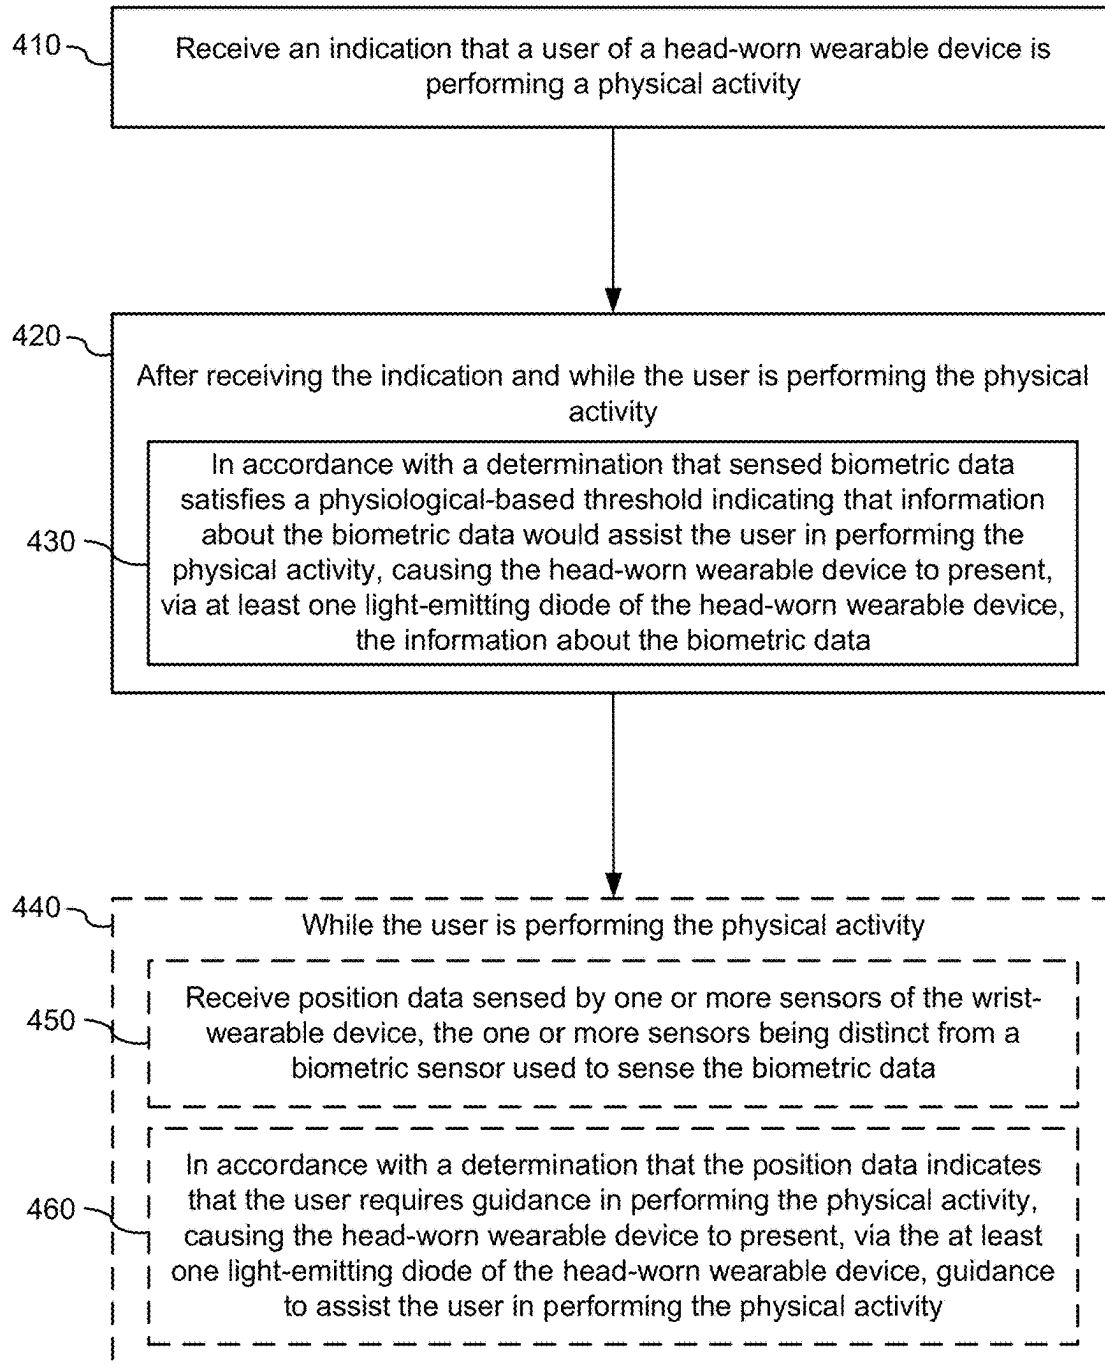 410
Receive an indication that a user of a head-worn wearable device is
performing a physical activity
420
After receiving the indication and while the user is performing the physical
activity
430
In accordance with a determination that sensed biometric data
satisfies a physiological-based threshold indicating that information
about the biometric data would assist the user in performing the
physical activity, causing the head-worn wearable device to present,
via at least one light-emitting diode of the head-worn wearable device,
the information about the biometric data
440
While the user is performing the physical activity
450
Receive position data sensed by one or more sensors of the wrist-
wearable device, the one or more sensors being distinct from a
biometric sensor used to sense the biometric data
460
In accordance with a determination that the position data indicates
that the user requires guidance in performing the physical activity,
causing the head-worn wearable device to present, via the at least
one light-emitting diode of the head-worn wearable device, guidance
to assist the user in performing the physical activity